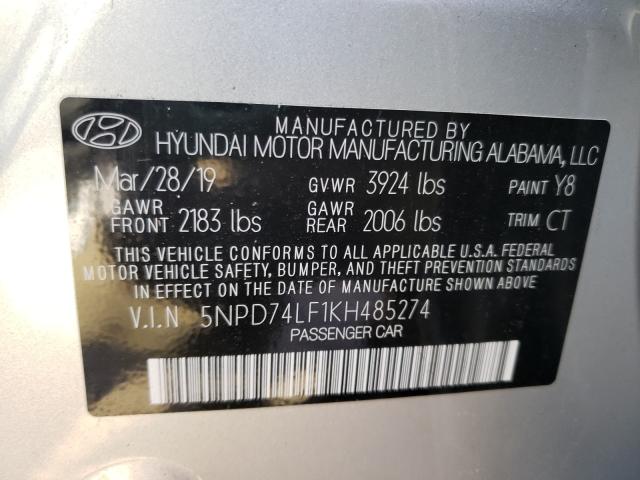 MANUFACTURED BY
HYUNDAI MOTOR MANUFACTURING ALABAMA, LLC
Mar/28/19 GVWR 3924 lbs PAINT Y8
GAWR FRONT 2183 lbs GAWR REAR 2006 lbs TRIM CT
THIS VEHICLE CONFORMS TO ALL APPLICABLE U.S.A. FEDERAL
MOTOR VEHICLE SAFETY, BUMPER, AND THEFT PREVENTION STANDARDS
IN EFFECT ON THE DATE OF MANUFACTURE SHOWN ABOVE.
V.I.N 5NPD74LF1KH485274
PASSENGER CAR